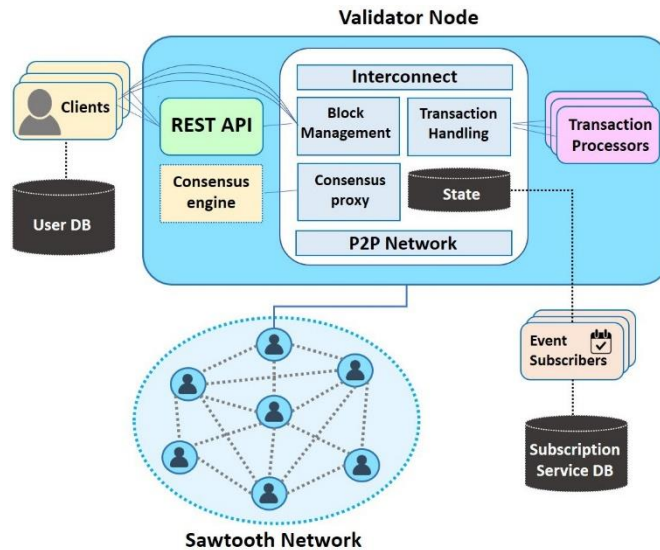 Validator Node
Clients
User DB
REST API
Consensus
engine
Interconnect
Block
Management
Transaction
Handling
Consensus
proxy
State
P2P Network
Transaction
Processors
Event
Subscribers
Subscription
Service DB
Sawtooth Network